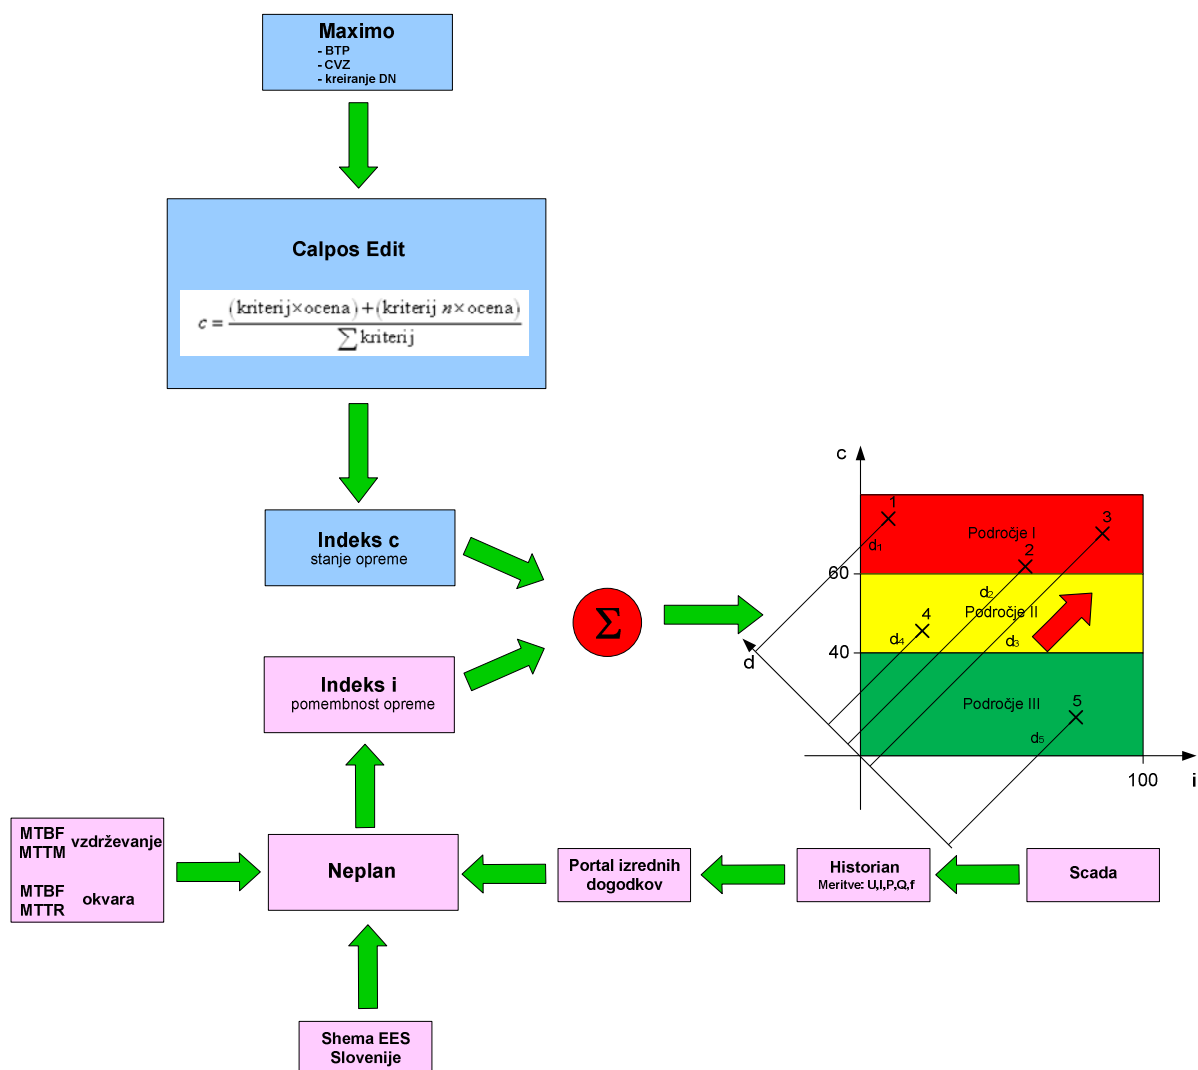 Maximo
- BTP
- CVZ
- kreiranje DN
Calpos Edit
c = (kriterij×ocena)+(kriterij n×ocena)
∑ kriterij
Indeks c
stanje opreme
Σ
Indeks i
pomembnost opreme
c
1
3
Področje I
d1
2
60
d2
Področje II
4
d4
d3
40
d
5
Področje III
d5
100
i
MTBF
MTTM
vzdrževanje
MTBF
MTTR
okvara
Neplan
Portal izrednih
dogodkov
Historian
Meritve: U,I,P,Q,f
Scada
Shema EES
Slovenije